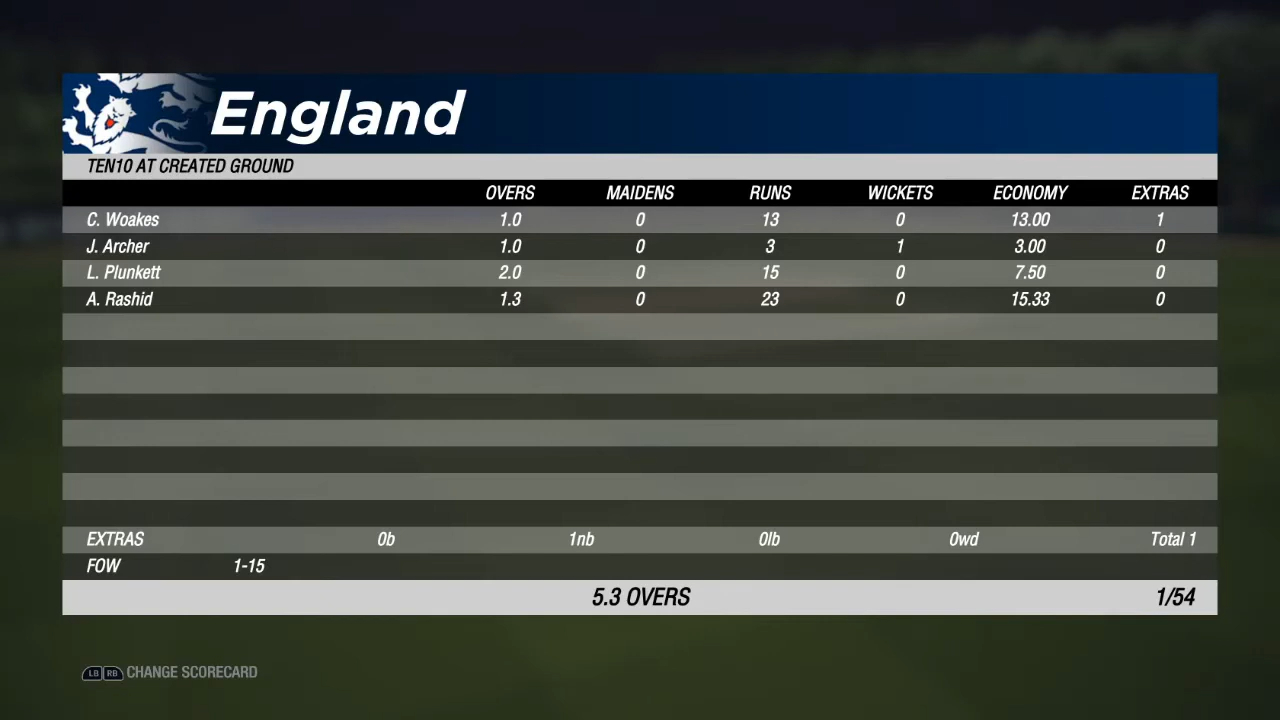 England
TEN10 AT CREATED GROUND
OVERS MAIDENS RUNS WICKETS ECONOMY EXTRAS
C. Woakes 1.0 0 13 0 13.00 1
J. Archer 1.0 0 3 1 3.00 0
L. Plunkett 2.0 0 15 0 7.50 0
A. Rashid 1.3 0 23 0 15.33 0
EXTRAS 0b 1nb 0lb 0wd Total 1
FOW 1-15
5.3 OVERS 1/54
LB RB CHANGE SCORECARD